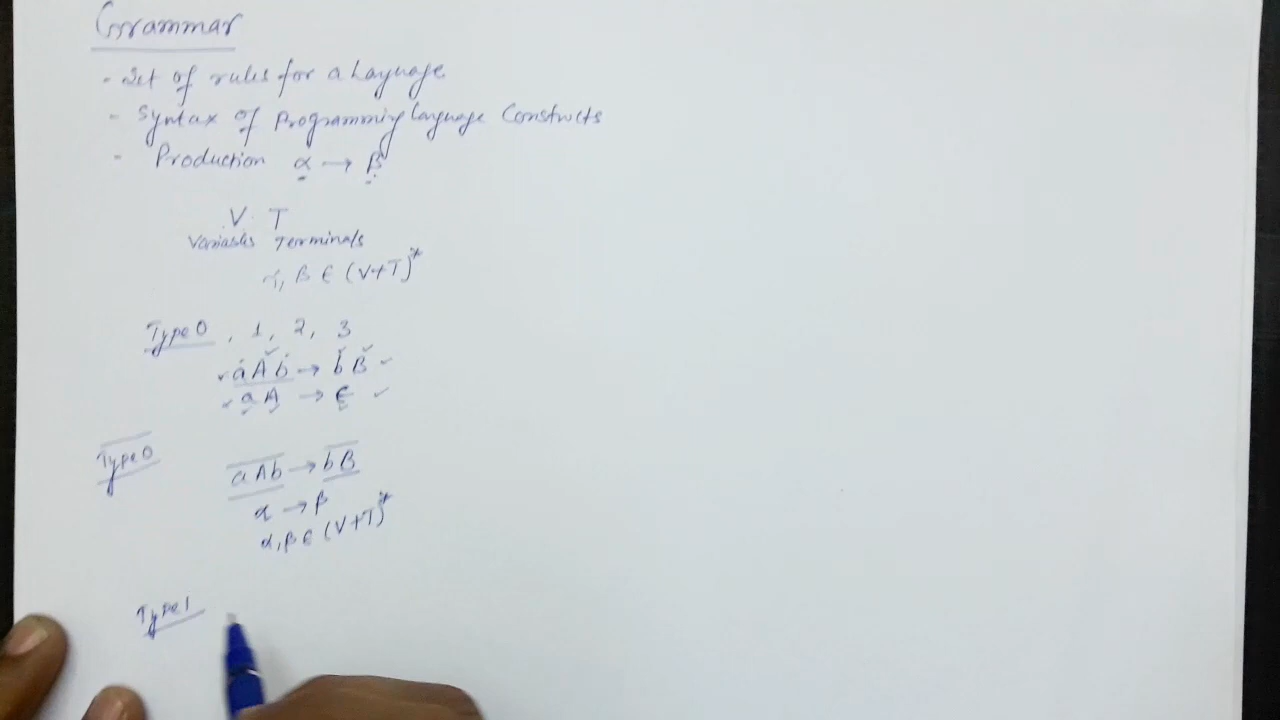 Grammar
- Set of rules for a Language
- Syntax of Programming Language Constructs
- Production α → β
V. T
Variables Terminals
α, β ∈ (V+T)*
Type 0, 1, 2, 3
aAb → bB
aA → ϵ
Type 0
aAb → bB
α → β
α, β ∈ (V+T)*
Type 1